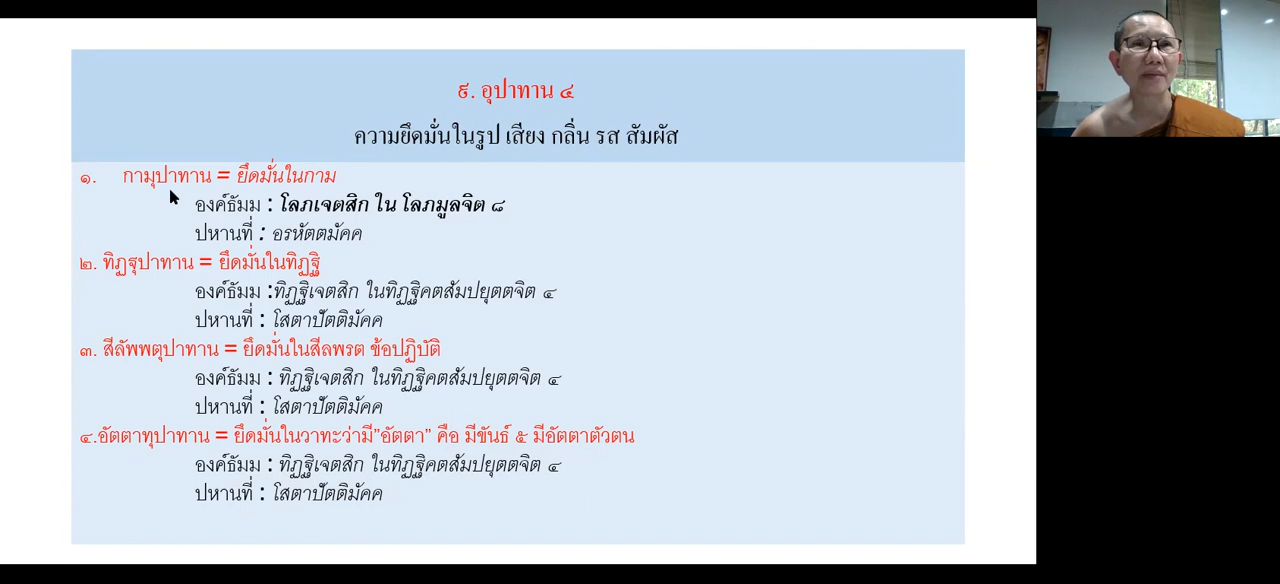 ๙. อุปาทาน ๔
ความยึดมั่นในรูป เสียง กลิ่น รส สัมผัส
๑. กามุปาทาน = ยึดมั่นในกาม
องค์ธัมม : โลภเจตสิก ใน โลภมูลจิต ๘
ปหานที่ : อรหัตตมัคค
๒. ทิฏฐุปาทาน = ยึดมั่นในทิฏฐิ
องค์ธัมม :ทิฏฐิเจตสิก ในทิฏฐิคตสัมปยุตตจิต ๔
ปหานที่ : โสตาปัตติมัคค
๓. สีลัพพตุปาทาน = ยึดมั่นในสีลพรต ข้อปฏิบัติ
องค์ธัมม : ทิฏฐิเจตสิก ในทิฏฐิคตสัมปยุตตจิต ๔
ปหานที่ : โสตาปัตติมัคค
๔.อัตตาทุปาทาน = ยึดมั่นในวาทะว่ามี"อัตตา" คือ มีขันธ์ ๕ มีอัตตาตัวตน
องค์ธัมม : ทิฏฐิเจตสิก ในทิฏฐิคตสัมปยุตตจิต ๔
ปหานที่ : โสตาปัตติมัคค